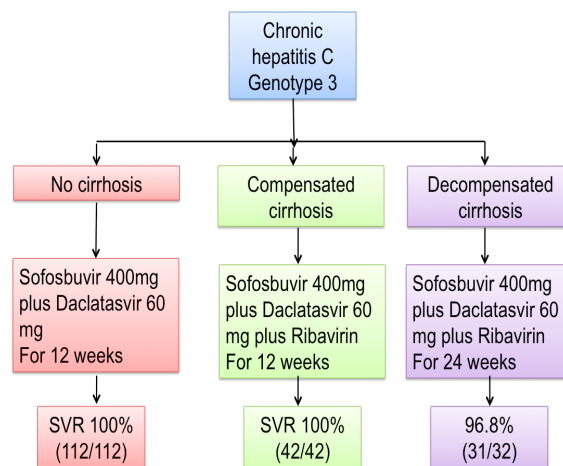 Chronic
hepatitis C
Genotype 3
No cirrhosis
Compensated
cirrhosis
Decompensated
cirrhosis
Sofosbuvir 400mg
plus Daclatasvir 60
mg
For 12 weeks
Sofosbuvir 400mg
plus Daclatasvir 60
mg plus Ribavirin
For 12 weeks
Sofosbuvir 400mg
plus Daclatasvir 60
mg plus Ribavirin
For 24 weeks
SVR 100%
(112/112)
SVR 100%
(42/42)
96.8%
(31/32)